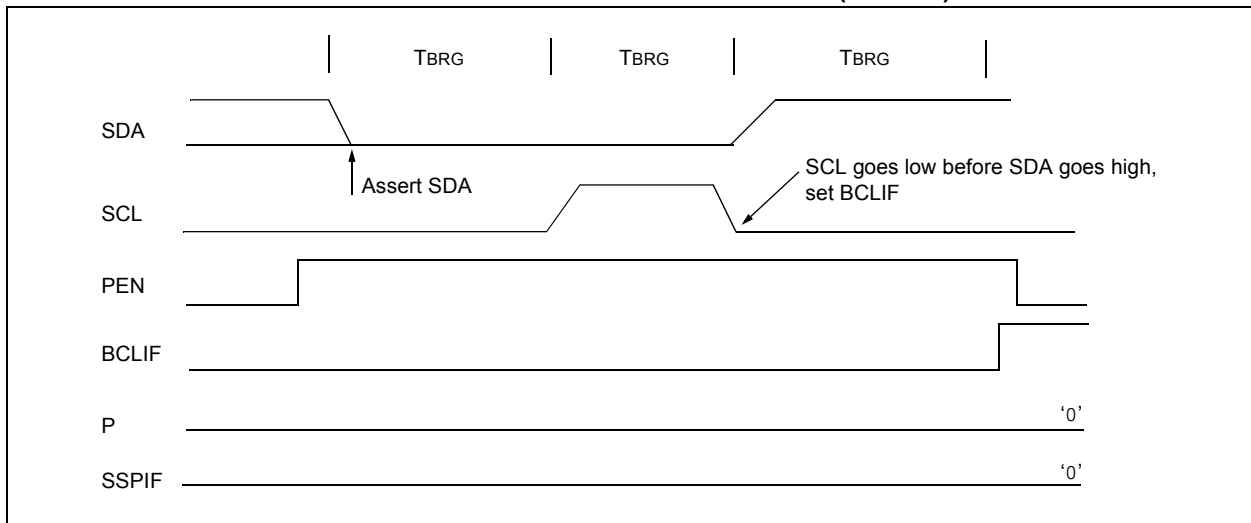 TBRG TBRG TBRG
SDA
Assert SDA
SCL goes low before SDA goes high,
set BCLIF
SCL
PEN
BCLIF
P
‘0’
SSPIF
‘0’